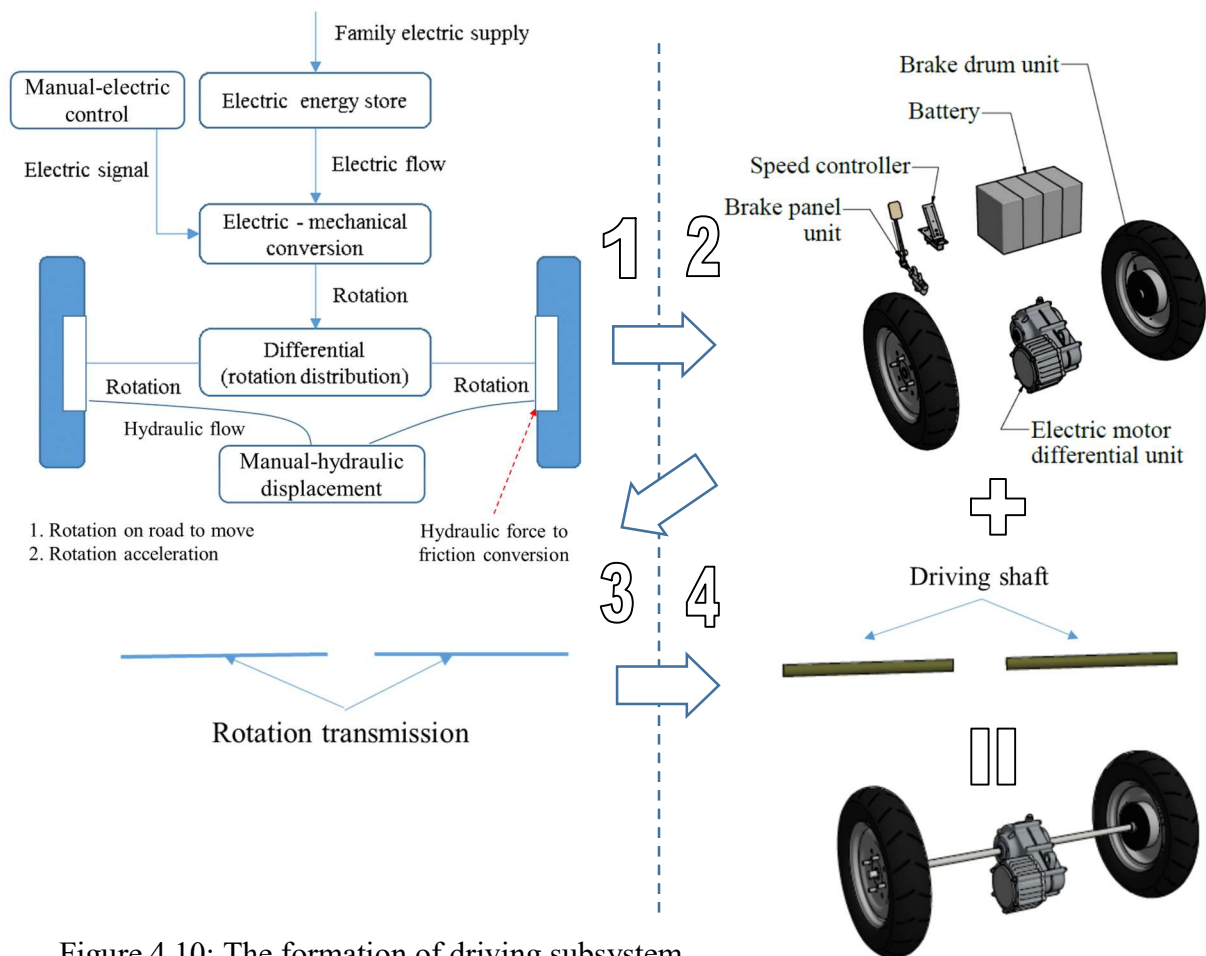 Family electric supply
Manual-electric
control
Electric energy store
Electric signal
Electric flow
Electric - mechanical
conversion
Rotation
Differential
(rotation distribution)
Rotation
Rotation
Hydraulic flow
Manual-hydraulic
displacement
1. Rotation on road to move
2. Rotation acceleration
Hydraulic force to
friction conversion
1
2
Brake drum unit
Battery
Speed controller
Brake panel
unit
Electric motor
differential unit
3
4
Rotation transmission
Driving shaft
Figure 4.10: The formation of driving subsystem